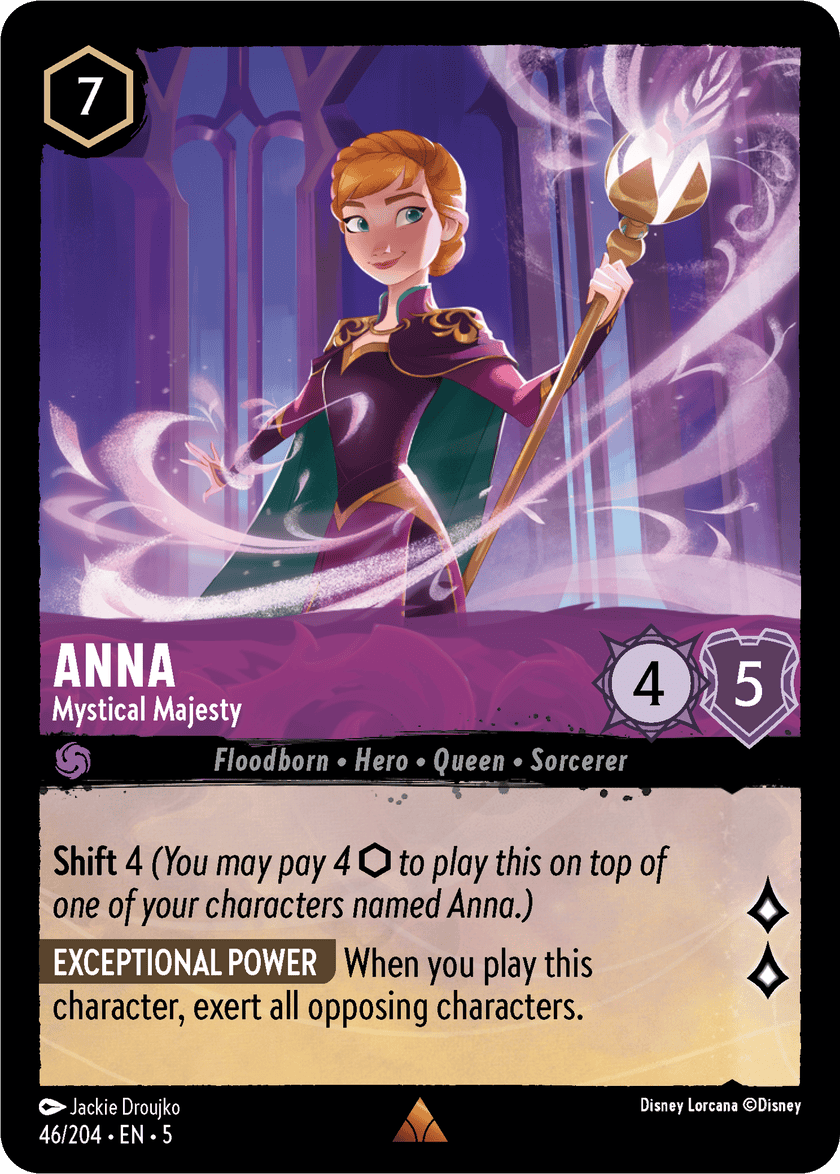 7
ANNA
Mystical Majesty
4
5
Floodborn • Hero • Queen • Sorcerer
Shift 4 (You may pay 4 ⬡ to play this on top of
one of your characters named Anna.)
EXCEPTIONAL POWER When you play this
character, exert all opposing characters.
Jackie Droujko
Disney Lorcana ©Disney
46/204 • EN • 5